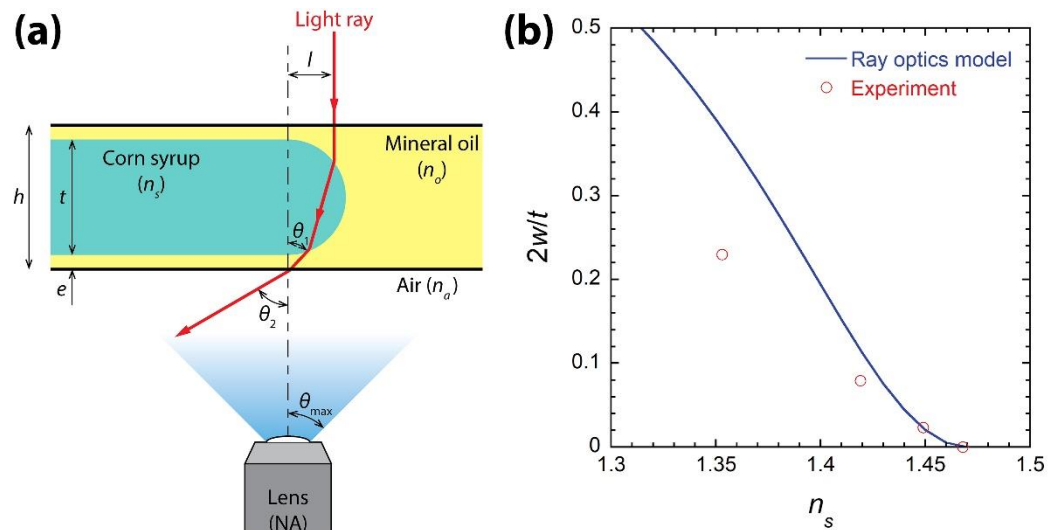 (a)
Light ray
l
Corn syrup
(nₛ)
Mineral oil
(nₒ)
h
t
θ₁
e
Air (nₐ)
θ₂
θmax
Lens
(NA)
(b)
Ray optics model
Experiment
2w/t
0.5
0.4
0.3
0.2
0.1
0
1.3
1.35
1.4
1.45
1.5
nₛ